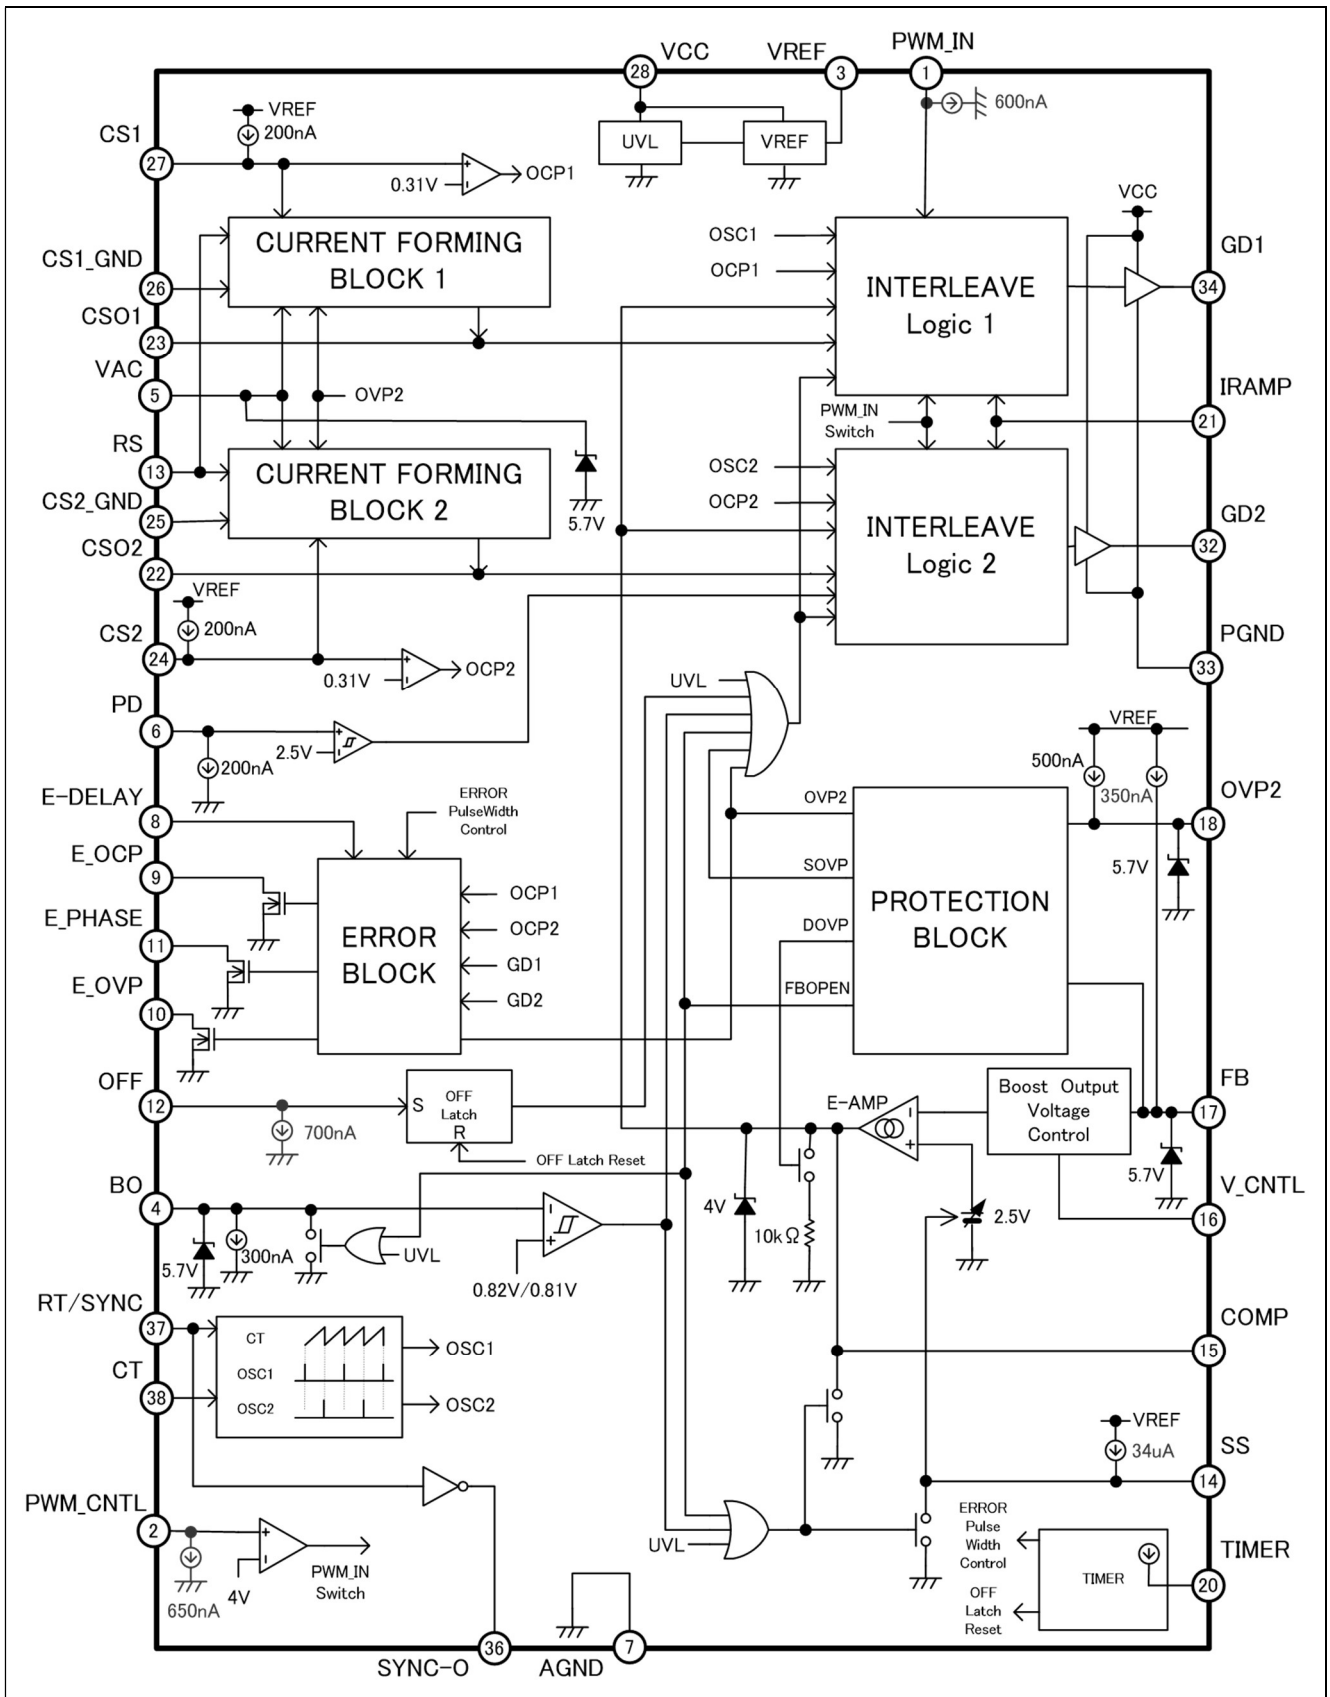 VCC
VREF
PWM_IN
28
3
1
VREF
200nA
600nA
CS1
27
UVL
VREF
0.31V
OCP1
VCC
CURRENT FORMING
BLOCK 1
OSC1
OCP1
INTERLEAVE
Logic 1
GD1
34
CS1_GND
26
CSO1
23
VAC
5
OVP2
PWM_IN
Switch
IRAMP
21
RS
13
CURRENT FORMING
BLOCK 2
5.7V
OSC2
OCP2
INTERLEAVE
Logic 2
CS2_GND
25
GD2
32
CSO2
22
VREF
200nA
CS2
24
0.31V
OCP2
PGND
33
UVL
PD
6
2.5V
200nA
VREF
500nA
350nA
E-DELAY
8
ERROR
PulseWidth
Control
OVP2
OVP2
18
5.7V
E_OCP
9
SOVP
OCP1
OCP2
GD1
GD2
ERROR
BLOCK
PROTECTION
BLOCK
E_PHASE
11
DOVP
E_OVP
10
FBOPEN
OFF
12
700nA
S
OFF
Latch
R
OFF Latch Reset
E-AMP
Boost Output
Voltage
Control
FB
17
5.7V
BO
4
5.7V
300nA
UVL
0.82V/0.81V
4V
10kΩ
2.5V
V_CNTL
16
RT/SYNC
37
CT
OSC1
OSC2
OSC1
OSC2
CT
38
COMP
15
VREF
34uA
SS
14
PWM_CNTL
2
650nA
4V
PWM_IN
Switch
UVL
ERROR
Pulse
Width
Control
OFF
Latch
Reset
TIMER
TIMER
20
SYNC-O
36
AGND
7